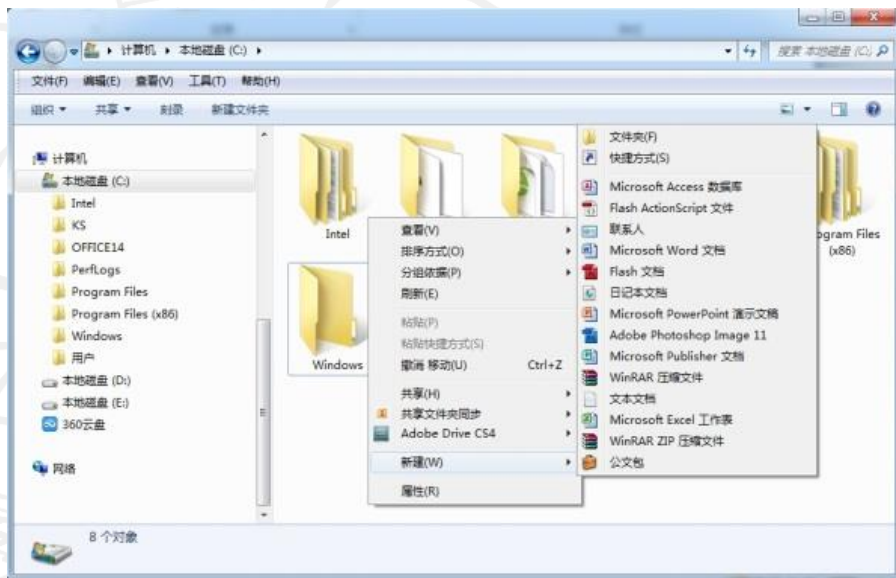 计算机 ▸ 本地磁盘 (C:) ▸
搜索 本地磁盘 (C:)
文件(F) 编辑(E) 查看(V) 工具(T) 帮助(H)
组织 ▼ 共享 ▼ 刻录 新建文件夹
计算机
本地磁盘 (C:)
Intel
KS
OFFICE14
PerfLogs
Program Files
Program Files (x86)
Windows
用户
本地磁盘 (D:)
本地磁盘 (E:)
360云盘
网络
Intel
Windows
ogram Files
(x86)
查看(V)
排序方式(O)
分组依据(P)
刷新(E)
粘贴(P)
粘贴快捷方式(S)
撤消 移动(U) Ctrl+Z
共享(H)
共享文件夹同步
Adobe Drive CS4
新建(W)
属性(R)
文件夹(F)
快捷方式(S)
Microsoft Access 数据库
Flash ActionScript 文件
联系人
Microsoft Word 文档
Flash 文档
日记本文档
Microsoft PowerPoint 演示文稿
Adobe Photoshop Image 11
Microsoft Publisher 文档
WinRAR 压缩文件
文本文档
Microsoft Excel 工作表
WinRAR ZIP 压缩文件
公文包
8 个对象